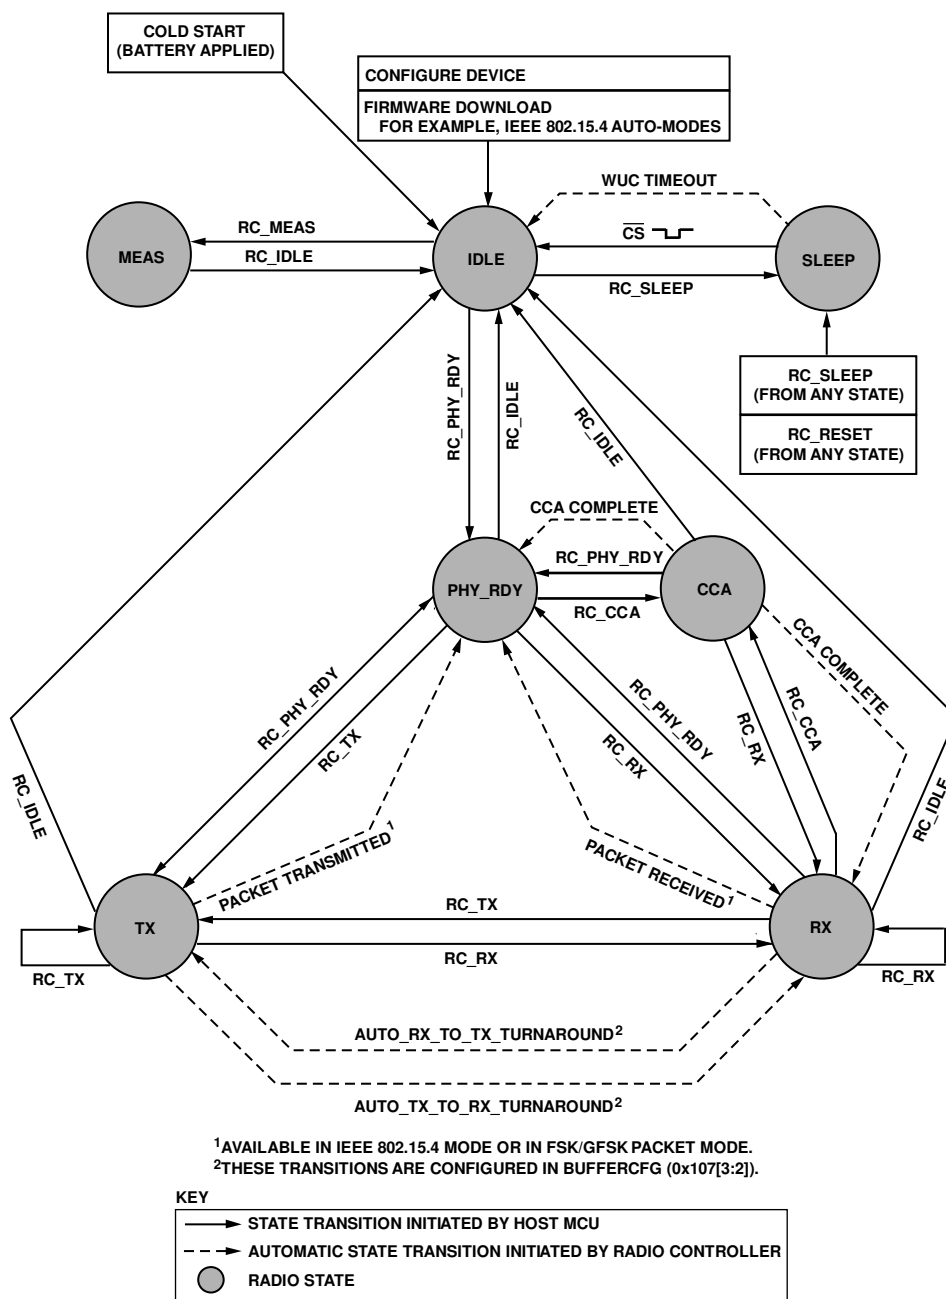 COLD START
(BATTERY APPLIED)
CONFIGURE DEVICE
FIRMWARE DOWNLOAD
FOR EXAMPLE, IEEE 802.15.4 AUTO-MODES
WUC TIMEOUT
RC_MEAS
CS
MEAS
IDLE
SLEEP
RC_IDLE
RC_SLEEP
RC_PHY_RDY
RC_IDLE
RC_IDLE
RC_SLEEP
(FROM ANY STATE)
RC_RESET
(FROM ANY STATE)
CCA COMPLETE
RC_PHY_RDY
PHY_RDY
CCA
RC_CCA
CCA COMPLETE
RC_PHY_RDY
RC_TX
RC_PHY_RDY
RC_RX
RC_RX
RC_CCA
RC_IDLE
RC_IDLE
PACKET TRANSMITTED1
PACKET RECEIVED1
RC_TX
TX
RX
RC_RX
RC_TX
RC_RX
AUTO_RX_TO_TX_TURNAROUND2
AUTO_TX_TO_RX_TURNAROUND2
1AVAILABLE IN IEEE 802.15.4 MODE OR IN FSK/GFSK PACKET MODE.
2THESE TRANSITIONS ARE CONFIGURED IN BUFFERCFG (0x107[3:2]).
KEY
STATE TRANSITION INITIATED BY HOST MCU
AUTOMATIC STATE TRANSITION INITIATED BY RADIO CONTROLLER
RADIO STATE